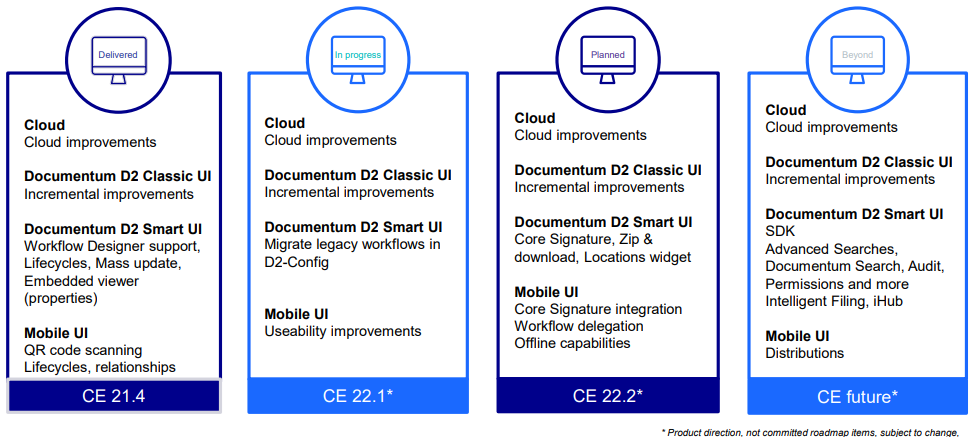 Delivered
Cloud
Cloud improvements
Documentum D2 Classic UI
Incremental improvements
Documentum D2 Smart UI
Workflow Designer support,
Lifecycles, Mass update,
Embedded viewer
(properties)
Mobile UI
QR code scanning
Lifecycles, relationships
CE 21.4
In progress
Cloud
Cloud improvements
Documentum D2 Classic UI
Incremental improvements
Documentum D2 Smart UI
Migrate legacy workflows in
D2-Config
Mobile UI
Useability improvements
CE 22.1*
Planned
Cloud
Cloud improvements
Documentum D2 Classic UI
Incremental improvements
Documentum D2 Smart UI
Core Signature, Zip &
download, Locations widget
Mobile UI
Core Signature integration
Workflow delegation
Offline capabilities
CE 22.2*
Beyond
Cloud
Cloud improvements
Documentum D2 Classic UI
Incremental improvements
Documentum D2 Smart UI
SDK
Advanced Searches,
Documentum Search, Audit,
Permissions and more
Intelligent Filing, iHub
Mobile UI
Distributions
CE future*
* Product direction, not committed roadmap items, subject to change,